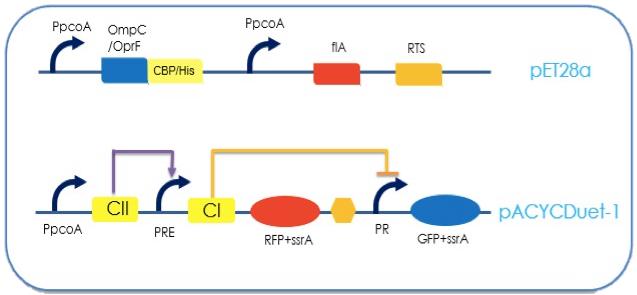 PpcoA
OmpC
/OprF
CBP/His
PpcoA
flA
RTS
pET28a
PpcoA
CII
PRE
CI
RFP+ssrA
PR
GFP+ssrA
pACYCDuet-1